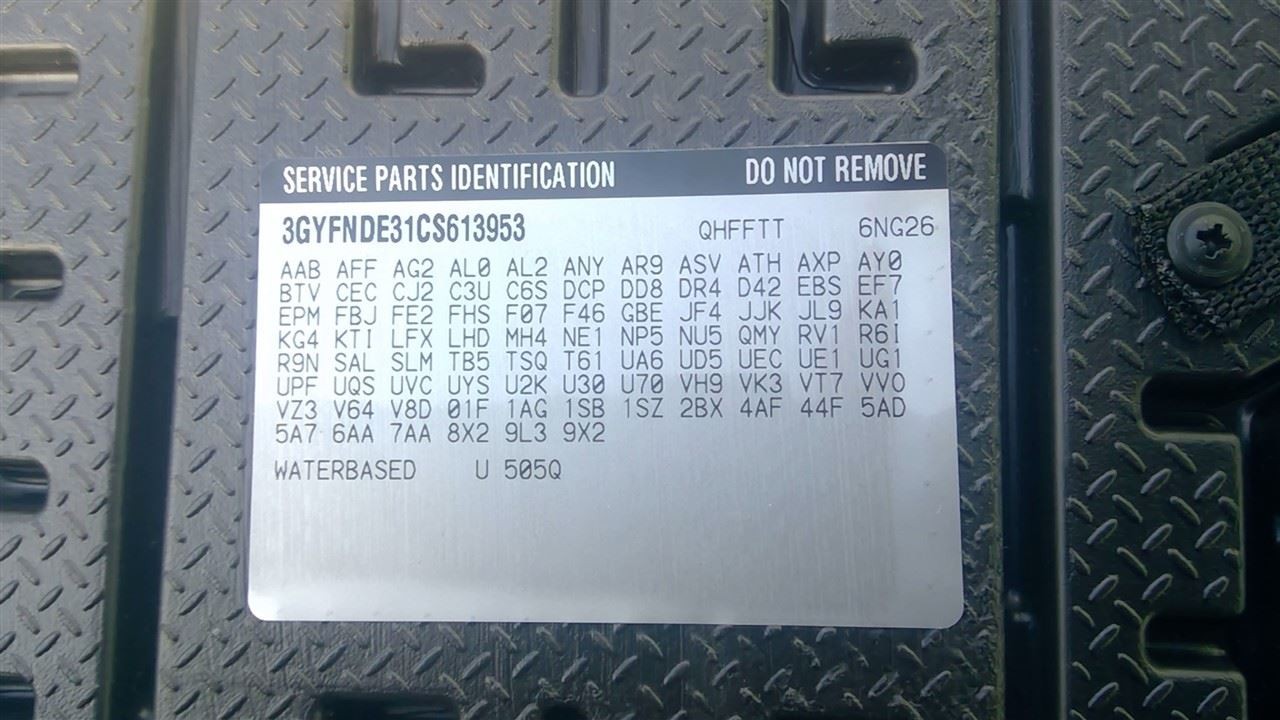 SERVICE PARTS IDENTIFICATION DO NOT REMOVE
3GYFNDE31CS613953 QHFFTT 6NG26
AAB AFF AG2 AL0 AL2 ANY AR9 ASV ATH AXP AY0
BTV CEC CJ2 C3U C6S DCP DD8 DR4 D42 EBS EF7
EPM FBJ FE2 FHS F07 F46 GBE JF4 JJK JL9 KA1
KG4 KTI LFX LHD MH4 NE1 NP5 NU5 QMY RV1 R6I
R9N SAL SLM TB5 TSQ T61 UA6 UD5 UEC UE1 UG1
UPF UQS UVC UYS U2K U30 U70 VH9 VK3 VT7 VVO
VZ3 V64 V8D 01F 1AG 1SB 1SZ 2BX 4AF 44F 5AD
5A7 6AA 7AA 8X2 9L3 9X2
WATERBASED U 505Q